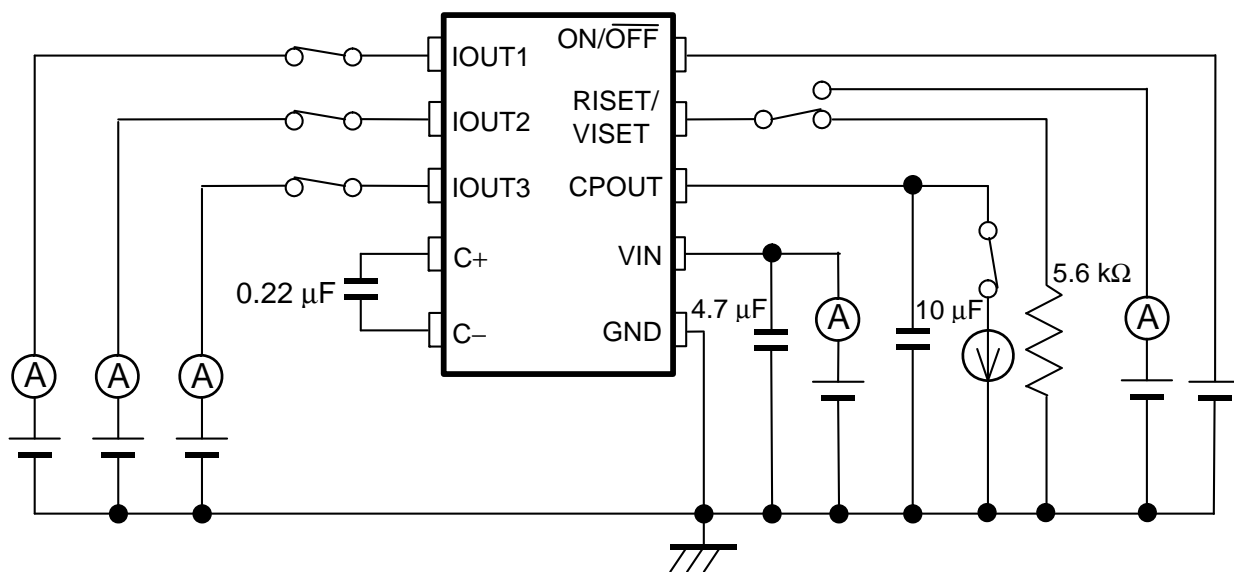 IOUT1
IOUT2
IOUT3
C+
C−
ON/OFF
RISET/
VISET
CPOUT
VIN
GND
0.22 μF
4.7 μF
10 μF
5.6 kΩ
A
A
A
A
A